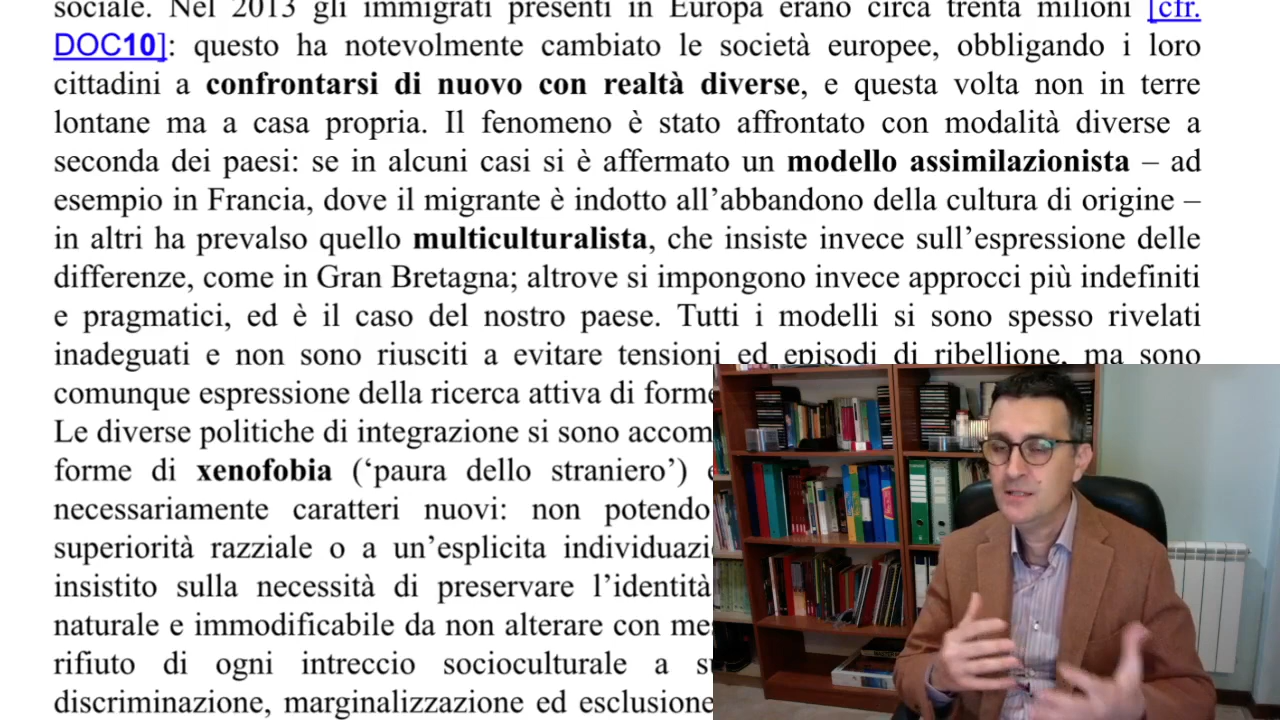 sociale. Nel 2013 gli immigrati presenti in Europa erano circa trenta milioni [cfr.
DOC10]: questo ha notevolmente cambiato le società europee, obbligando i loro
cittadini a confrontarsi di nuovo con realtà diverse, e questa volta non in terre
lontane ma a casa propria. Il fenomeno è stato affrontato con modalità diverse a
seconda dei paesi: se in alcuni casi si è affermato un modello assimilazionista – ad
esempio in Francia, dove il migrante è indotto all’abbandono della cultura di origine –
in altri ha prevalso quello multiculturalista, che insiste invece sull’espressione delle
differenze, come in Gran Bretagna; altrove si impongono invece approcci più indefiniti
e pragmatici, ed è il caso del nostro paese. Tutti i modelli si sono spesso rivelati
inadeguati e non sono riusciti a evitare tensioni ed episodi di ribellione, ma sono
comunque espressione della ricerca attiva di forme
Le diverse politiche di integrazione si sono accom
forme di xenofobia (‘paura dello straniero’)
necessariamente caratteri nuovi: non potendo
superiorità razziale o a un’esplicita individuazi
insistito sulla necessità di preservare l’identità
naturale e immodificabile da non alterare con me
rifiuto di ogni intreccio socioculturale a
discriminazione, marginalizzazione ed esclusione